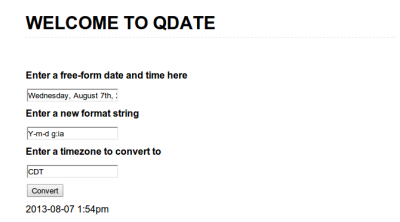 WELCOME TO QDATE
Enter a free-form date and time here
Wednesday, August 7th,
Enter a new format string
Y-m-d g:ia
Enter a timezone to convert to
CDT
Convert
2013-08-07 1:54pm